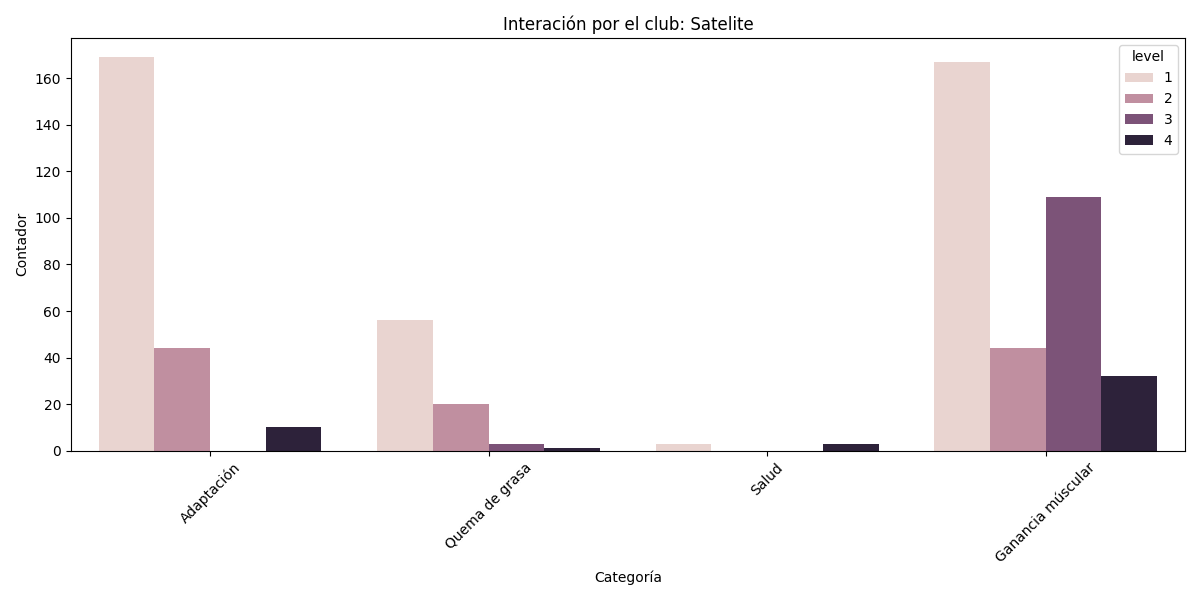 Interación por el club: Satelite
level
1
2
3
4
Contador
160
140
120
100
80
60
40
20
0
Adaptación
Quema de grasa
Salud
Ganancia múscular
Categoría